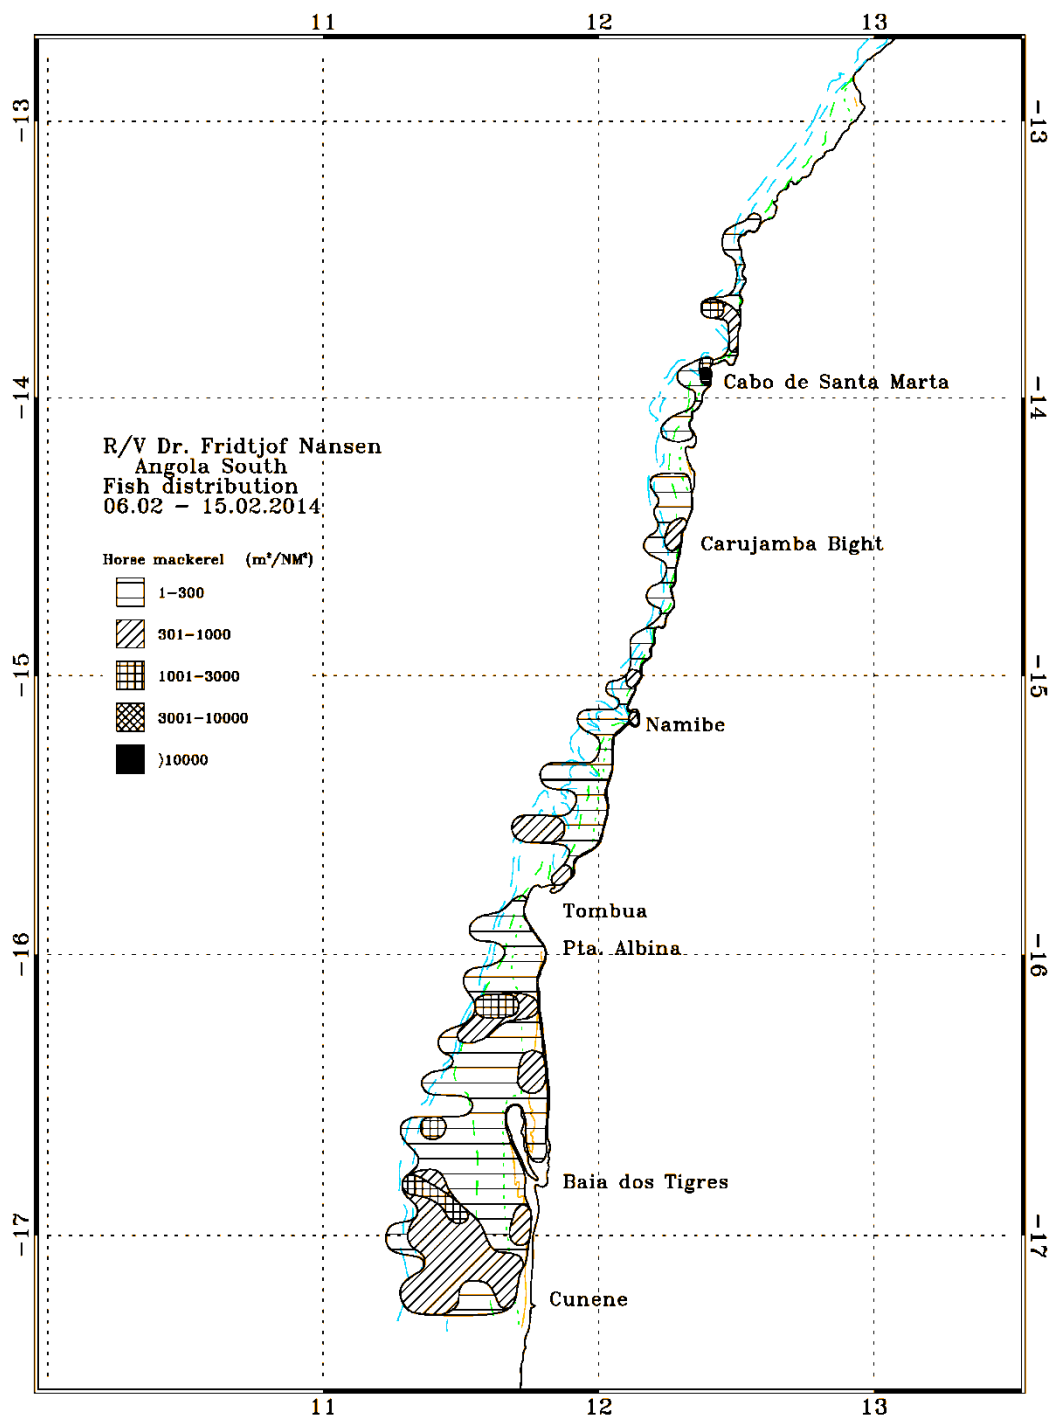 11 12 13
-13 -13
-14 -14
Cabo de Santa Marta
R/V Dr. Fridtjof Nansen
Angola South
Fish distribution
06.02 - 15.02.2014
Carujamba Bight
Horse mackerel (m²/NM²)
1-300
301-1000
1001-3000
3001-10000
)10000
-15 -15
Namibe
Tombua
Pta. Albina
-16 -16
Baia dos Tigres
-17 -17
Cunene
11 12 13